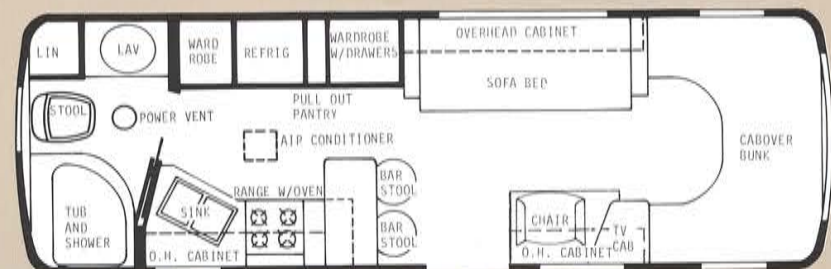 LIN
LAV
WARD
ROBE
REFRIG
WARDROBE
W/DRAWERS
OVERHEAD CABINET
SOFA BED
STOOL
POWER VENT
PULL OUT
PANTRY
AIR CONDITIONER
CABOVER
BUNK
TUB
AND
SHOWER
SINK
RANGE W/OVEN
BAR
STOOL
BAR
STOOL
O.H. CABINET
CHAIR
TV
CAB
O.H. CABINET